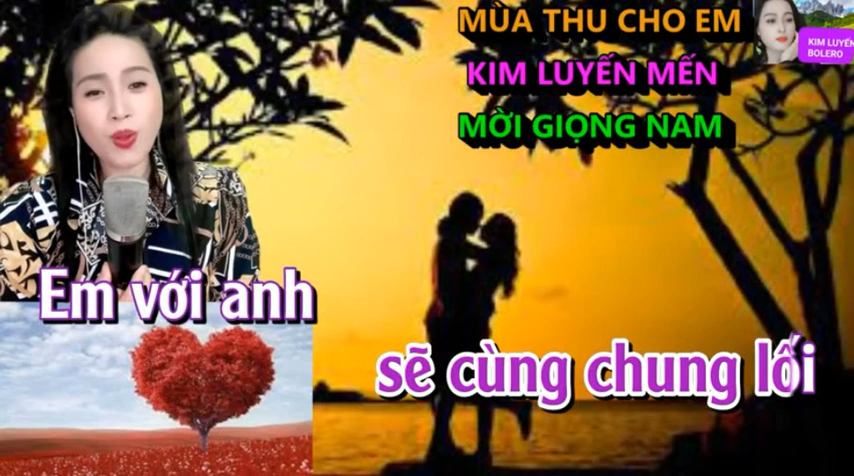 MÙA THU CHO EM
KIM LUYẾN MẾN
MỜI GIỌNG NAM
KIM LUYẾN
BOLERO
Em với anh
sẽ cùng chung lối